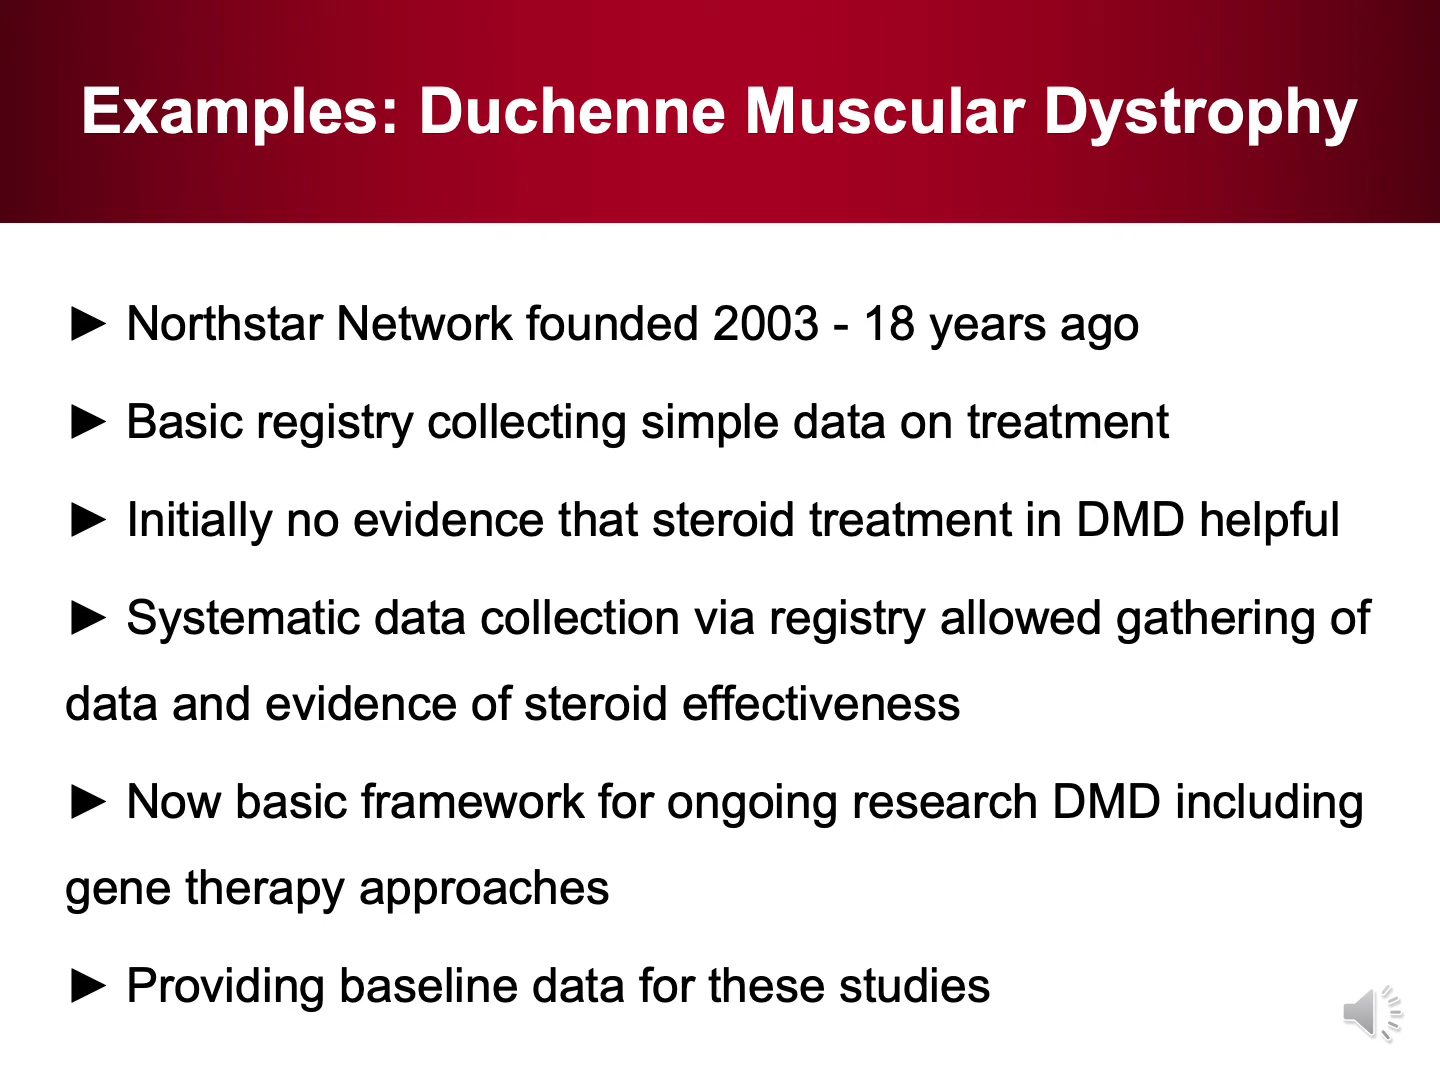 Examples: Duchenne Muscular Dystrophy
► Northstar Network founded 2003 - 18 years ago
► Basic registry collecting simple data on treatment
► Initially no evidence that steroid treatment in DMD helpful
► Systematic data collection via registry allowed gathering of
data and evidence of steroid effectiveness
► Now basic framework for ongoing research DMD including
gene therapy approaches
► Providing baseline data for these studies